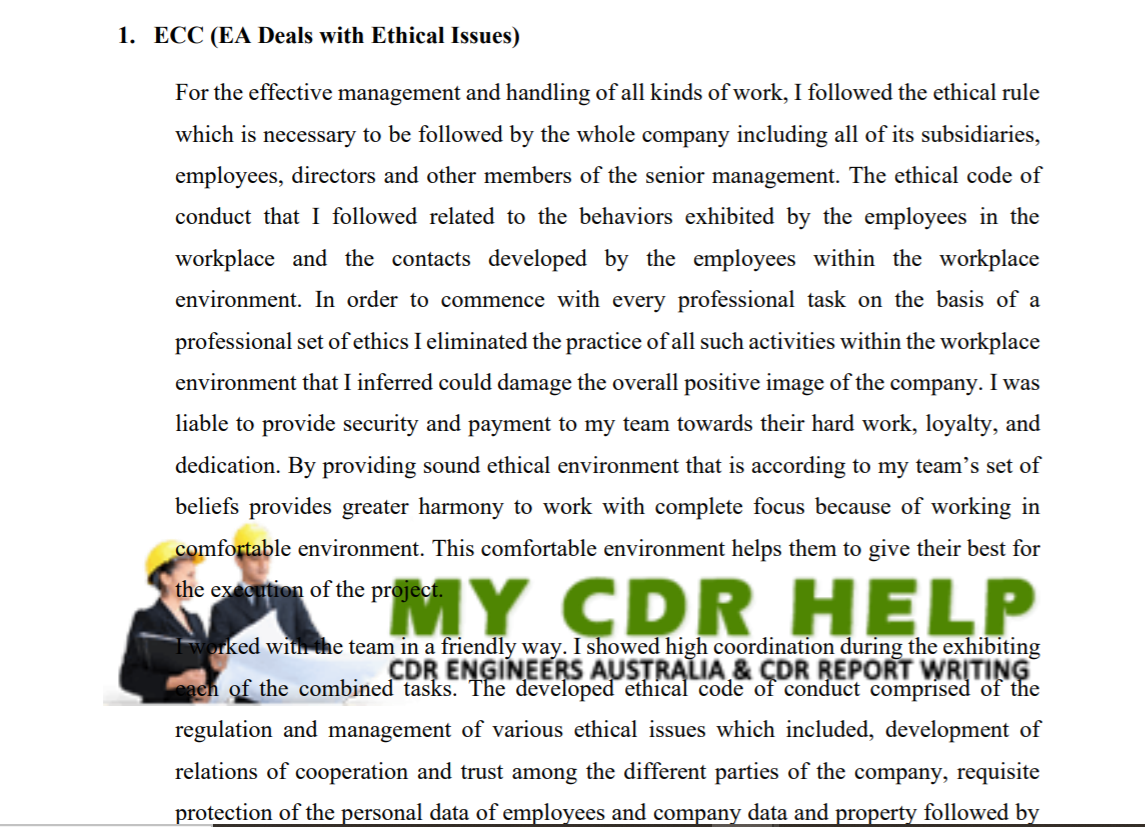 1. ECC (EA Deals with Ethical Issues)
For the effective management and handling of all kinds of work, I followed the ethical rule
which is necessary to be followed by the whole company including all of its subsidiaries,
employees, directors and other members of the senior management. The ethical code of
conduct that I followed related to the behaviors exhibited by the employees in the
workplace and the contacts developed by the employees within the workplace
environment. In order to commence with every professional task on the basis of a
professional set of ethics I eliminated the practice of all such activities within the workplace
environment that I inferred could damage the overall positive image of the company. I was
liable to provide security and payment to my team towards their hard work, loyalty, and
dedication. By providing sound ethical environment that is according to my team’s set of
beliefs provides greater harmony to work with complete focus because of working in
comfortable environment. This comfortable environment helps them to give their best for
the execution of the project.
MY CDR HELP
I worked with the team in a friendly way. I showed high coordination during the exhibiting
CDR ENGINEERS AUSTRALIA & CDR REPORT WRITING
each of the combined tasks. The developed ethical code of conduct comprised of the
regulation and management of various ethical issues which included, development of
relations of cooperation and trust among the different parties of the company, requisite
protection of the personal data of employees and company data and property followed by